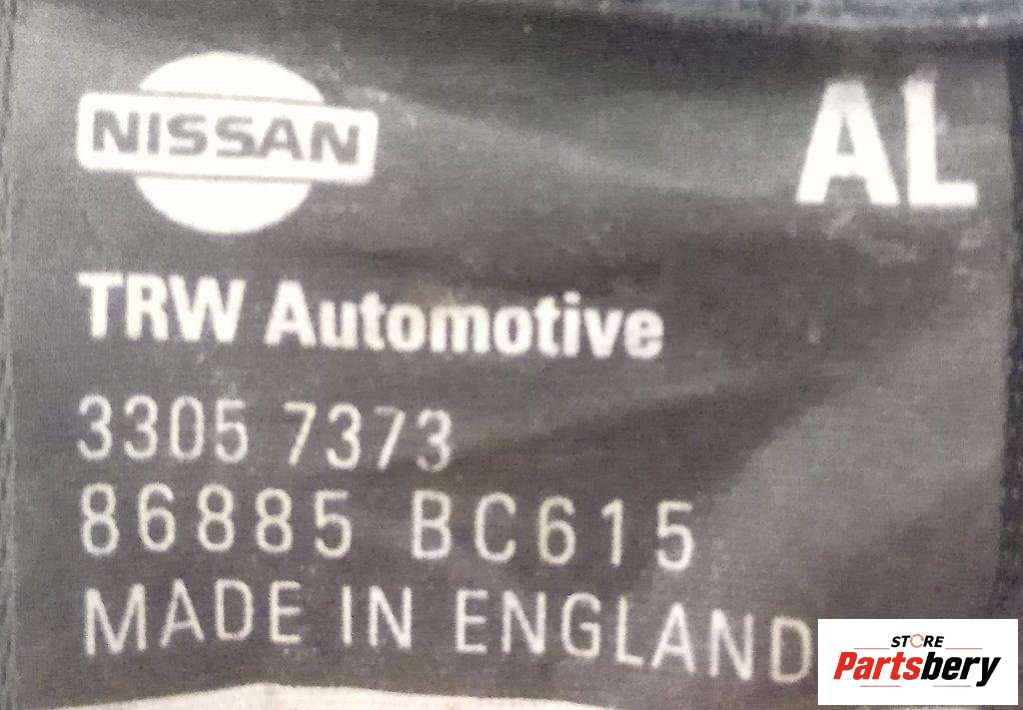 NISSAN
AL
TRW Automotive
3305 7373
86885 BC615
MADE IN ENGLAND
STORE
Partsbery